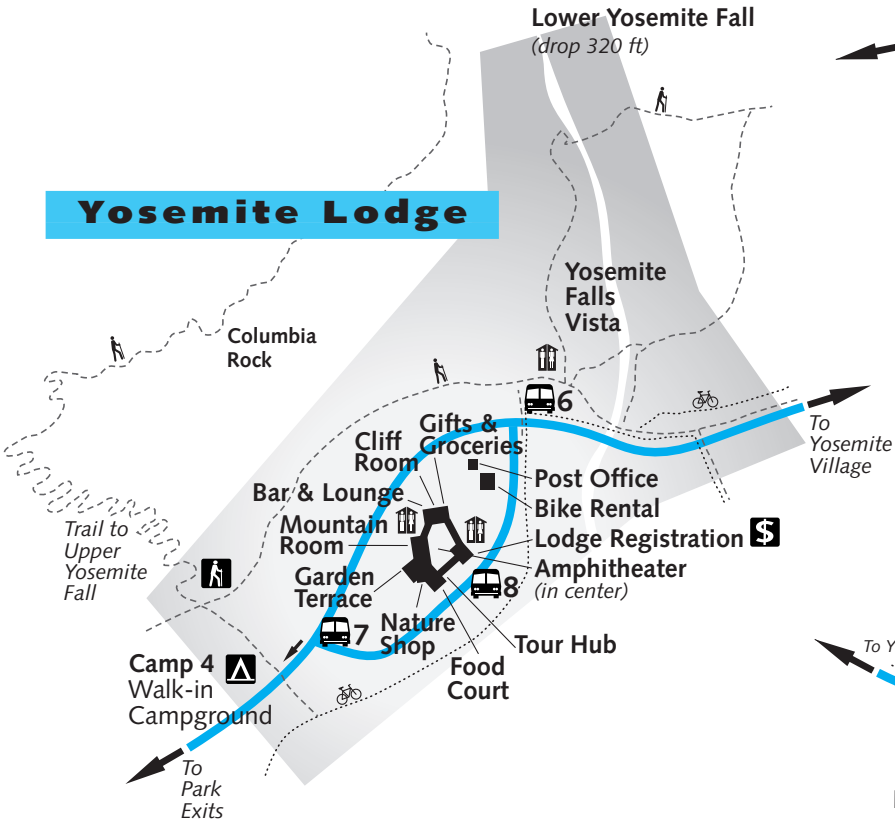 Lower Yosemite Fall
(drop 320 ft)
Yosemite Lodge
Yosemite
Falls
Vista
Columbia
Rock
6
To
Yosemite
Village
Gifts &
Groceries
Cliff
Room
Bar & Lounge
Mountain
Room
Garden
Terrace
Post Office
Bike Rental
Lodge Registration $
Amphitheater
(in center)
8
Trail to
Upper
Yosemite
Fall
7
Nature
Shop
Tour Hub
Food
Court
Camp 4
Walk-in
Campground
To
Park
Exits
To Y